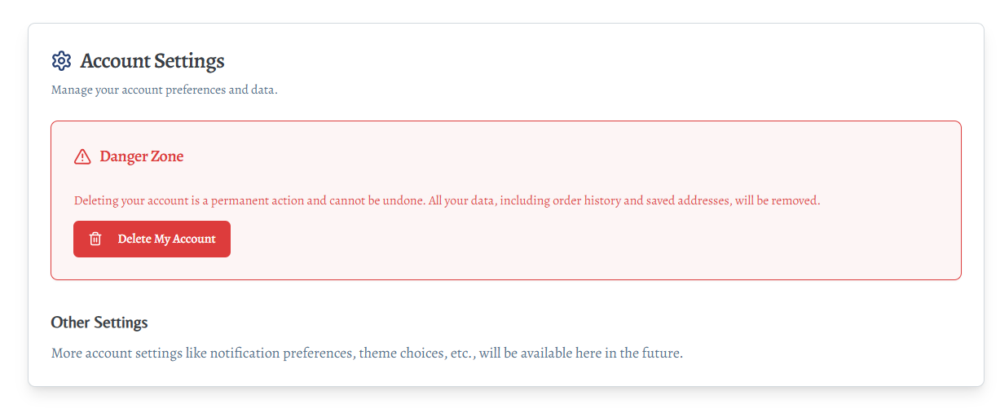 Account Settings
Manage your account preferences and data.
Danger Zone
Deleting your account is a permanent action and cannot be undone. All your data, including order history and saved addresses, will be removed.
Delete My Account
Other Settings
More account settings like notification preferences, theme choices, etc., will be available here in the future.